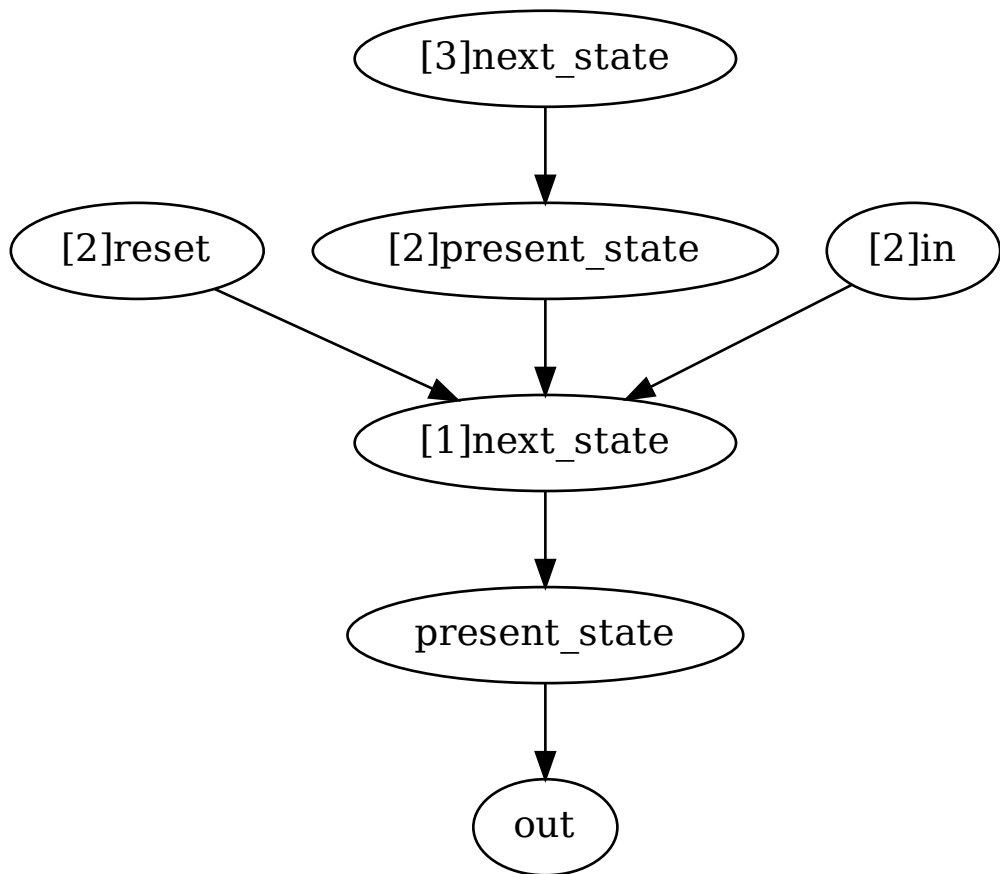 [3]next_state
[2]reset
[2]present_state
[2]in
[1]next_state
present_state
out